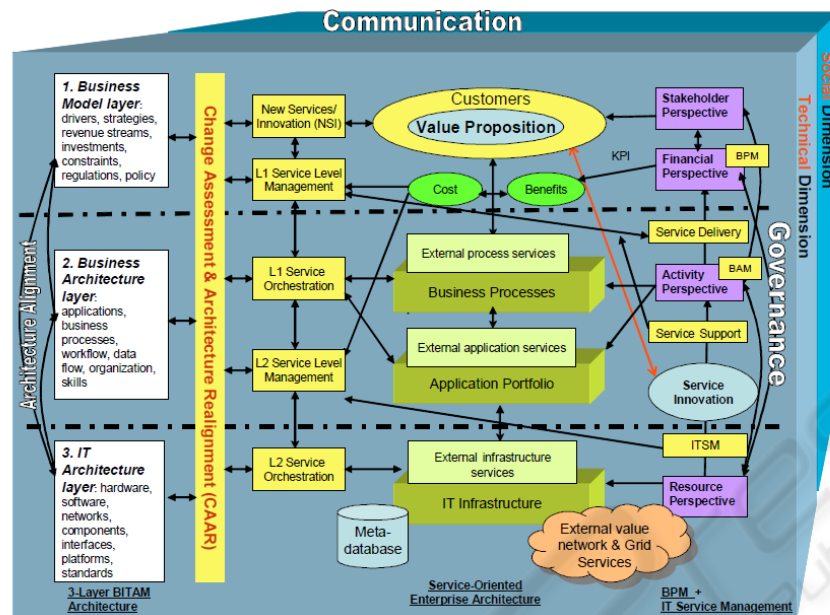 Communication
Social Dimension
Technical Dimension
Governance
Architecture Alignment
1. Business
Model layer:
drivers, strategies,
revenue streams,
investments,
constraints,
regulations, policy
2. Business
Architecture
layer:
applications,
business
processes,
workflow, data
flow, organization,
skills
3. IT
Architecture
layer: hardware,
software,
networks,
components,
interfaces,
platforms,
standards
3-Layer BITAM
Architecture
Change Assessment & Architecture Realignment (CAAR)
New Services/
Innovation (NSI)
L1 Service Level
Management
L1 Service
Orchestration
L2 Service Level
Management
L2 Service
Orchestration
Customers
Value Proposition
Cost
Benefits
KPI
External process services
Business Processes
External application services
Application Portfolio
External infrastructure
services
IT Infrastructure
Meta-
database
External value
network & Grid
Services
Service-Oriented
Enterprise Architecture
Stakeholder
Perspective
BPM
Financial
Perspective
Service Delivery
BAM
Activity
Perspective
Service Support
Service
Innovation
ITSM
Resource
Perspective
BPM +
IT Service Management